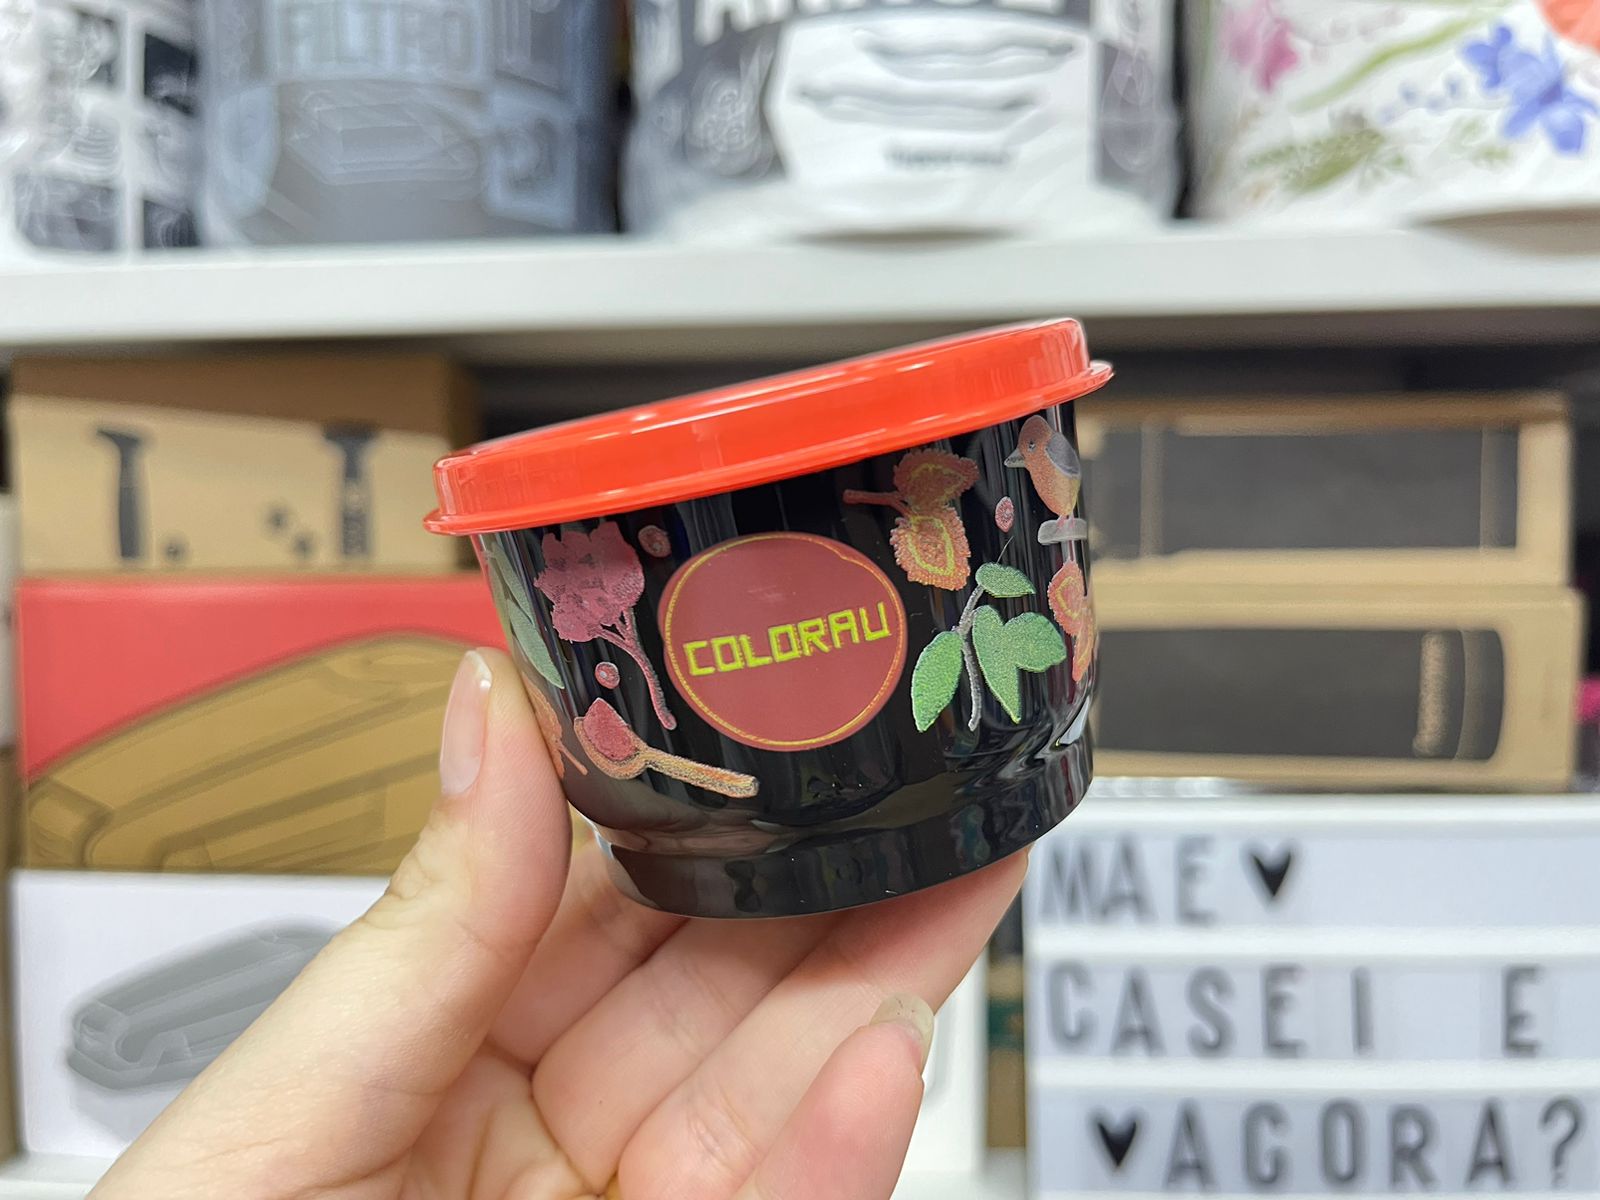 FILTRO
COLORAU
MAE ♥
CASEI E
♥ AGORA?